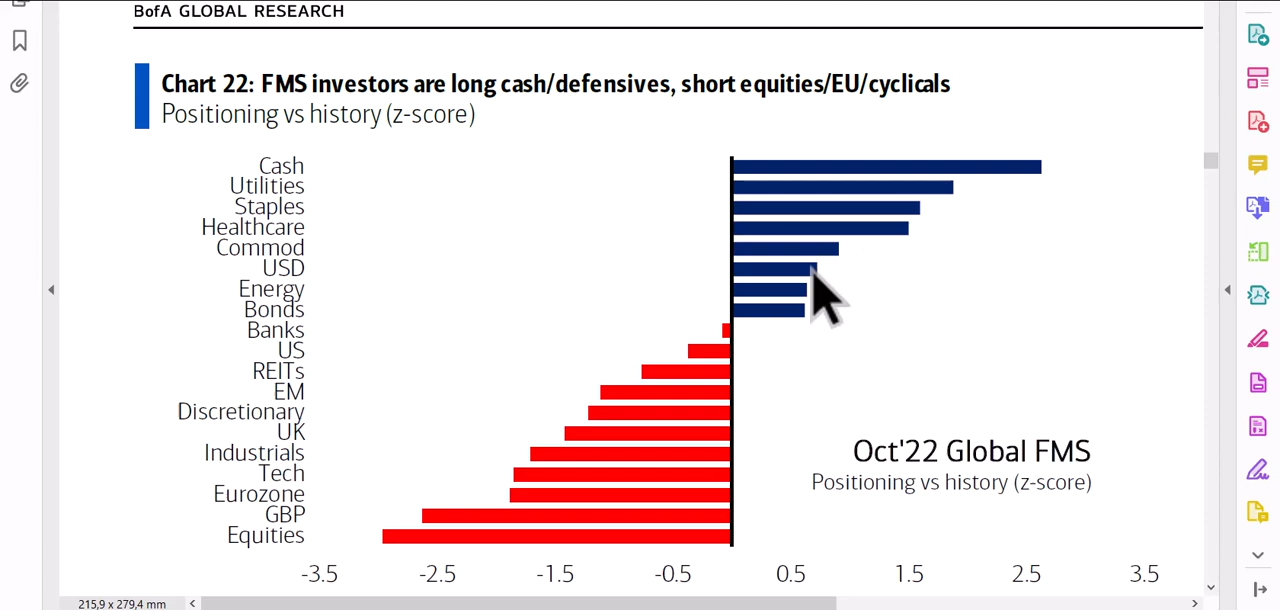 BofA GLOBAL RESEARCH
Chart 22: FMS investors are long cash/defensives, short equities/EU/cyclicals
Positioning vs history (z-score)
Cash
Utilities
Staples
Healthcare
Commod
USD
Energy
Bonds
Banks
US
REITs
EM
Discretionary
UK
Industrials
Tech
Eurozone
GBP
Equities
Oct'22 Global FMS
Positioning vs history (z-score)
-3.5 -2.5 -1.5 -0.5 0.5 1.5 2.5 3.5
215,9 x 279,4 mm